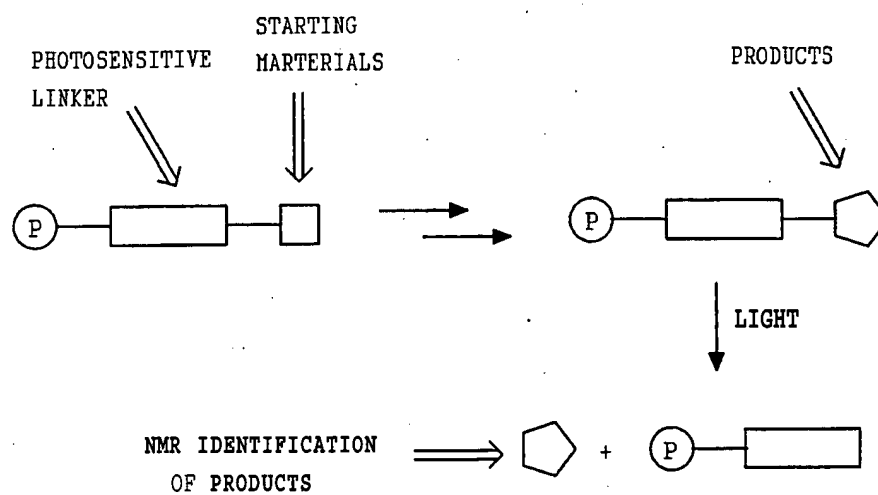 PHOTOSENSITIVE
LINKER
STARTING
MARTERIALS
PRODUCTS
P
P
LIGHT
NMR IDENTIFICATION
OF PRODUCTS
+
P